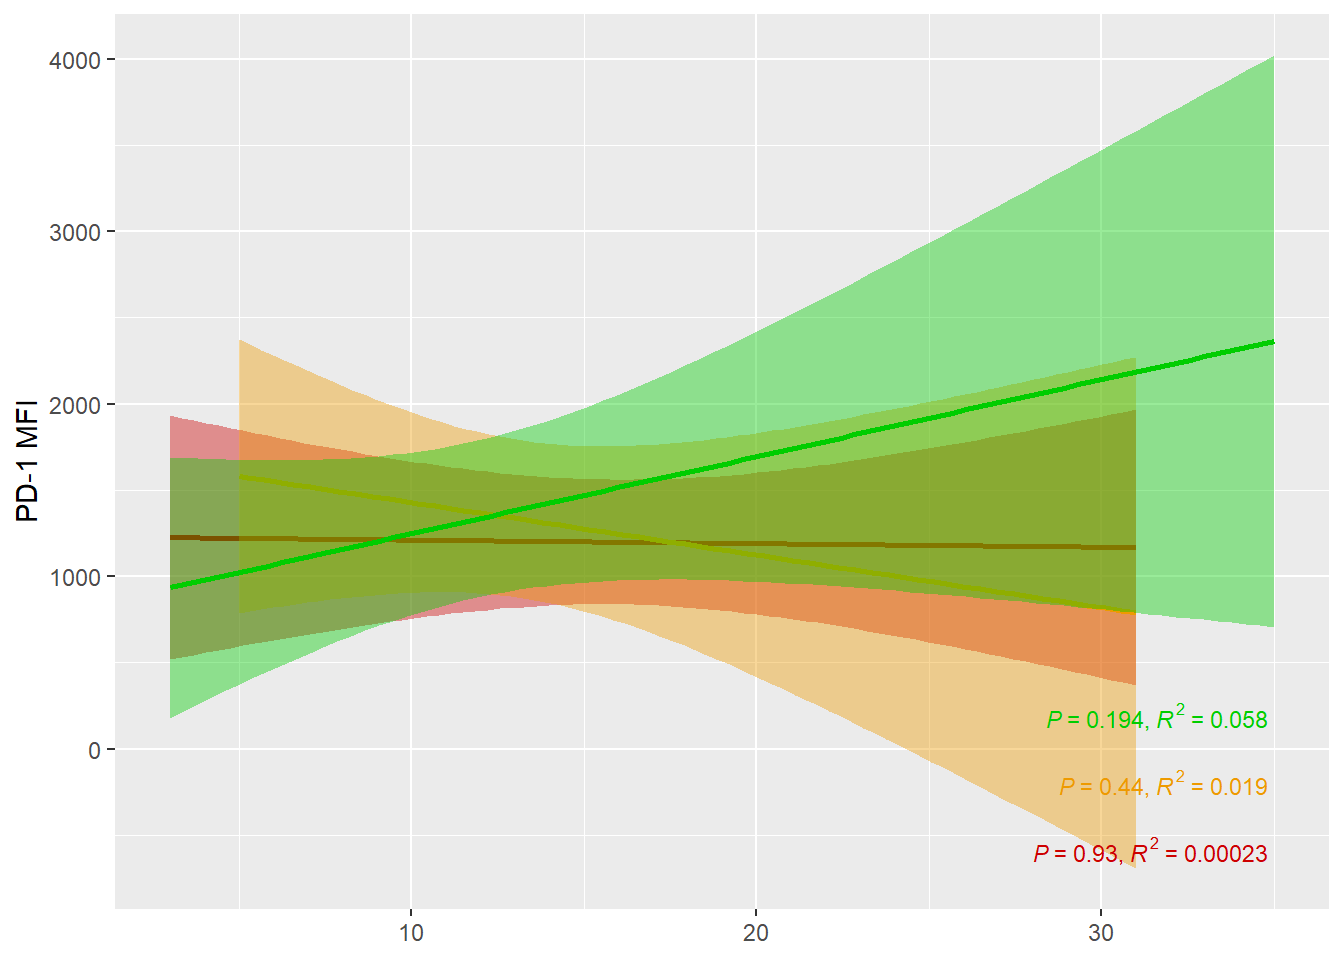 4000
3000
2000
1000
0
PD-1 MFI
P = 0.194, R² = 0.058
P = 0.44, R² = 0.019
P = 0.93, R² = 0.00023
10 20 30